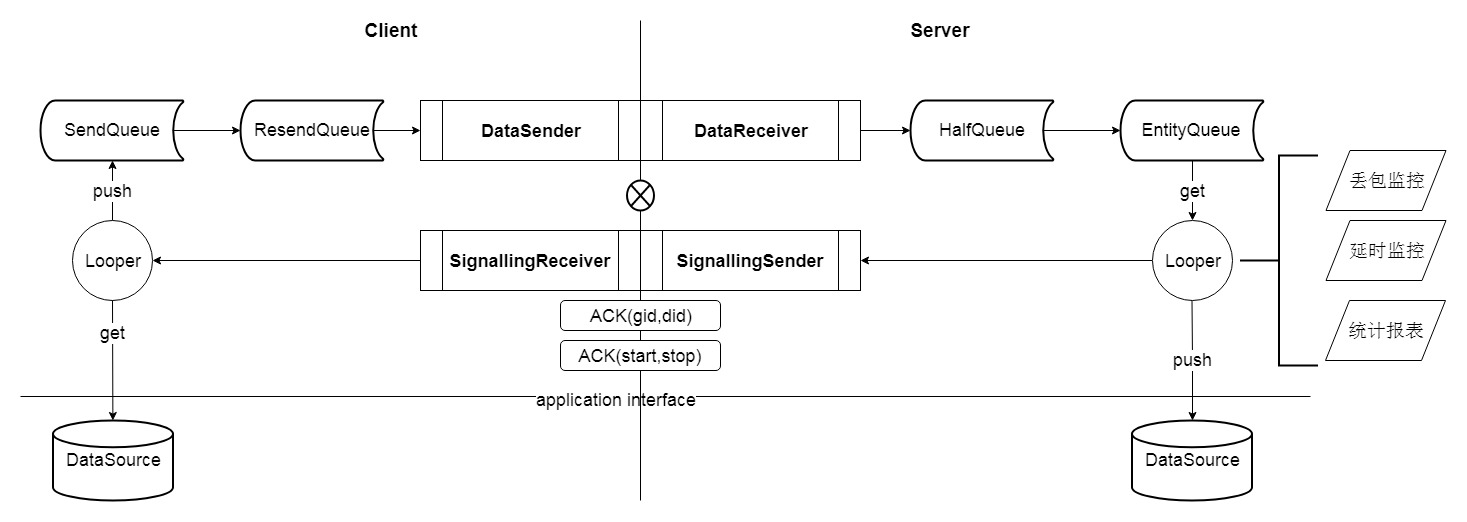 Client
Server
SendQueue
ResendQueue
DataSender
DataReceiver
HalfQueue
EntityQueue
push
get
丢包监控
Looper
SignallingReceiver
SignallingSender
Looper
延时监控
ACK(gid,did)
get
统计报表
ACK(start,stop)
push
application interface
DataSource
DataSource